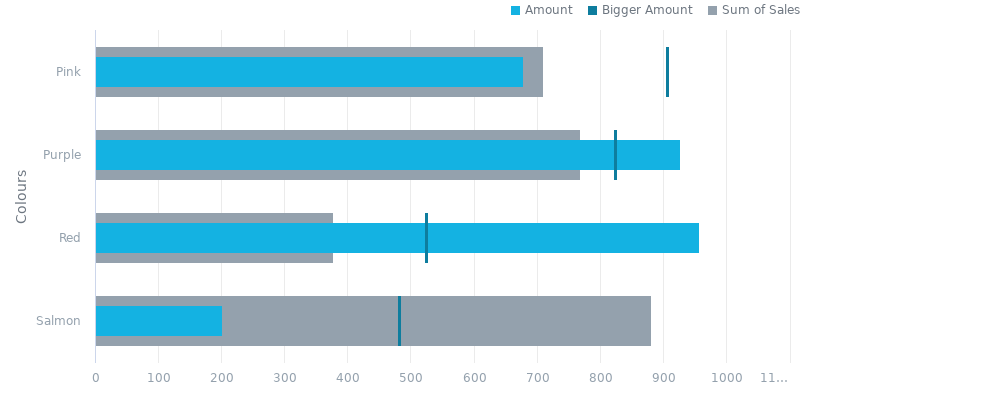 Amount Bigger Amount Sum of Sales
Colours
Pink
Purple
Red
Salmon
0 100 200 300 400 500 600 700 800 900 1000 11...